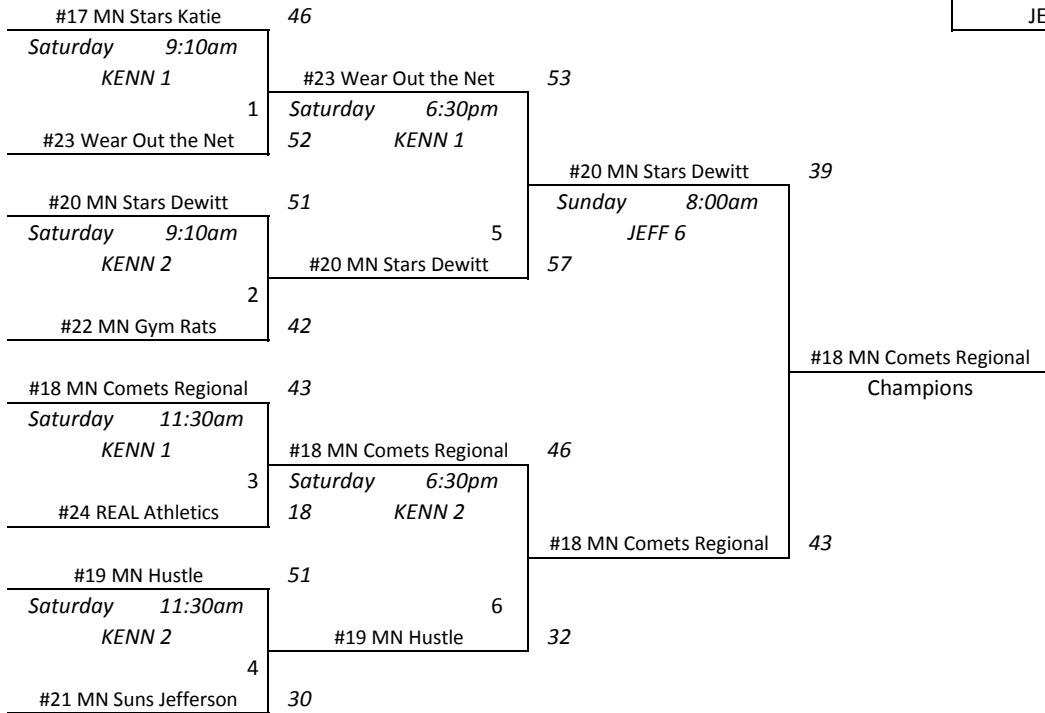 #17 MN Stars Katie 46 JE
Saturday 9:10am
KENN 1 #23 Wear Out the Net 53
1 Saturday 6:30pm
#23 Wear Out the Net 52 KENN 1
#20 MN Stars Dewitt 39
#20 MN Stars Dewitt 51 Sunday 8:00am
Saturday 9:10am 5 JEFF 6
KENN 2 #20 MN Stars Dewitt 57
2
#22 MN Gym Rats 42
#18 MN Comets Regional
#18 MN Comets Regional 43 Champions
Saturday 11:30am
KENN 1 #18 MN Comets Regional 46
3 Saturday 6:30pm
#24 REAL Athletics 18 KENN 2
#18 MN Comets Regional 43
#19 MN Hustle 51
Saturday 11:30am 6
KENN 2 #19 MN Hustle 32
4
#21 MN Suns Jefferson 30